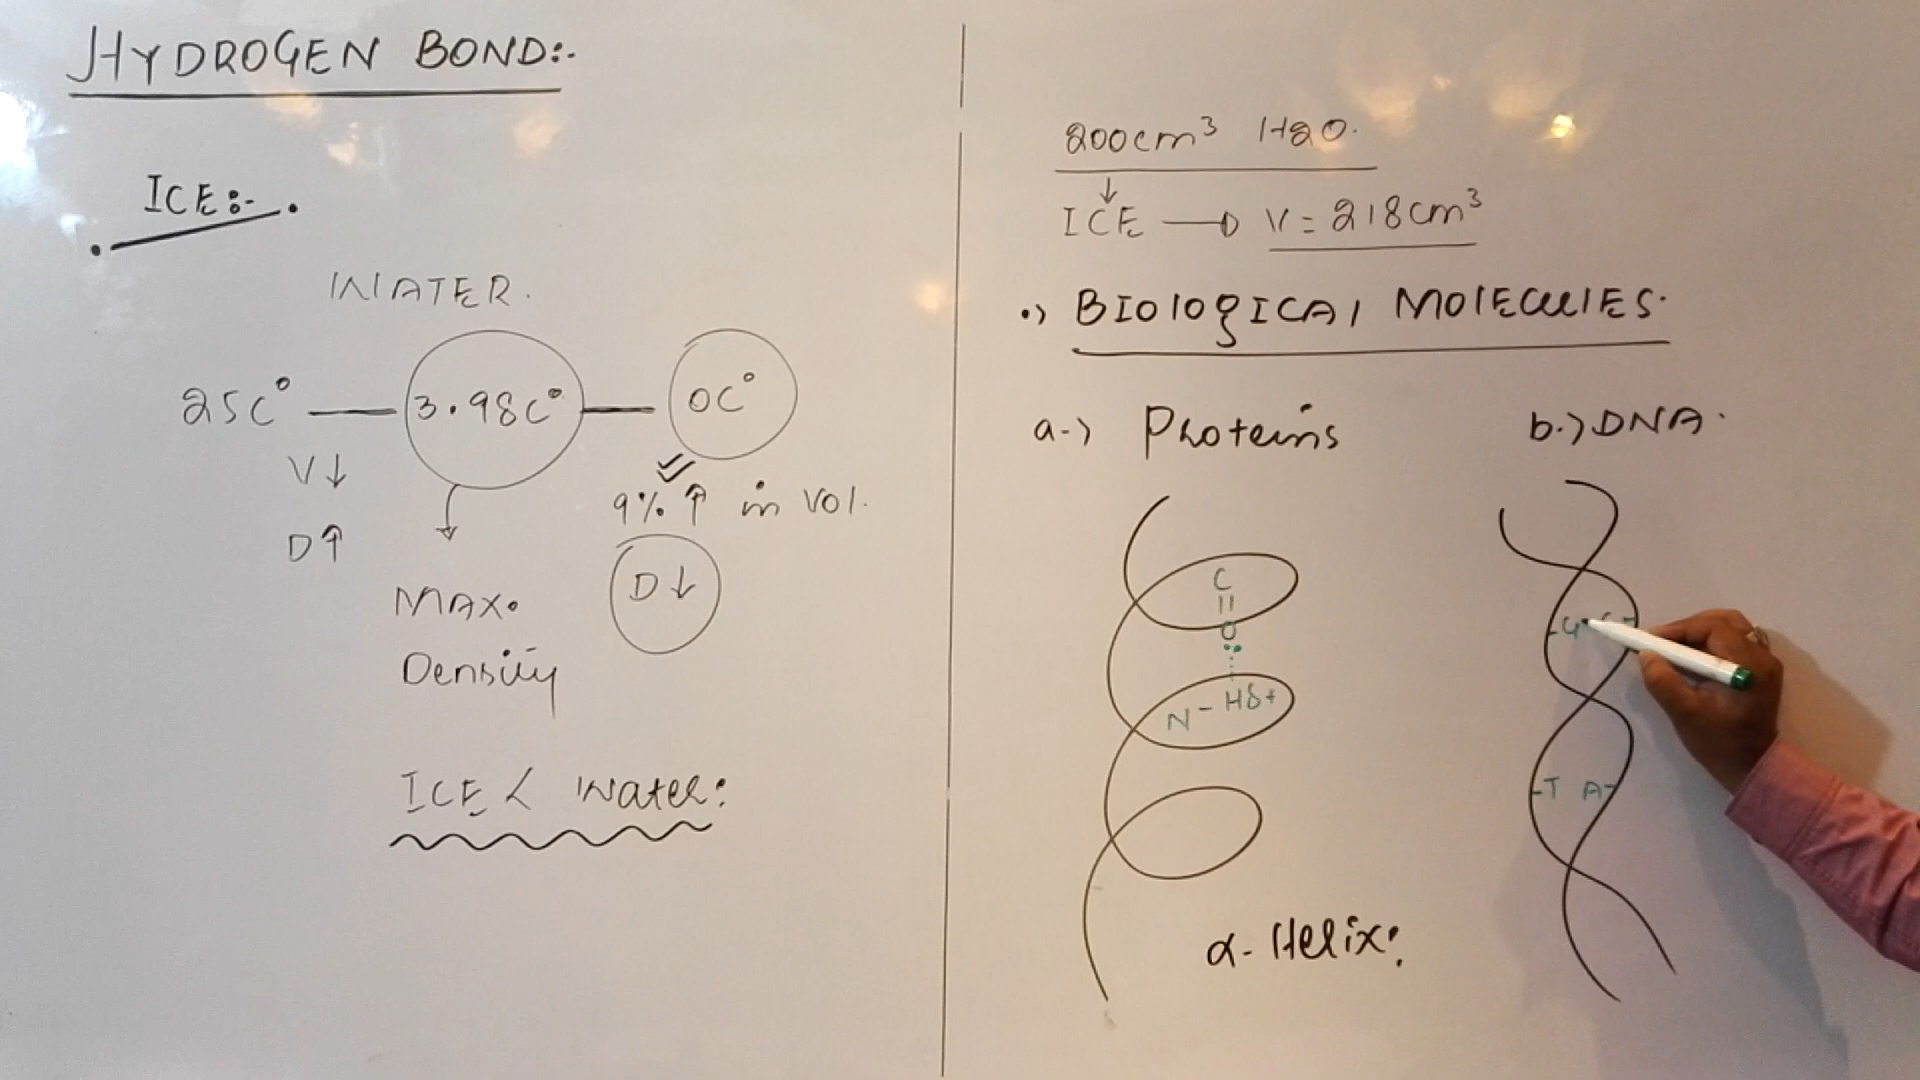 HYDROGEN BOND:-
ICE:-
WATER.
25C° — 3.98C° — 0C°
V↓
D↑
9% ↑ in Vol.
D↓
MAX.
Density
ICE < Water:
200cm³ H2O.
↓
ICE → V = 218cm³
•) BIOlOgICAl MOlECUlES.
a-) Proteins
b.) DNA.
C
||
O
N - Hδ+
-G
-T A-
α- Helix: